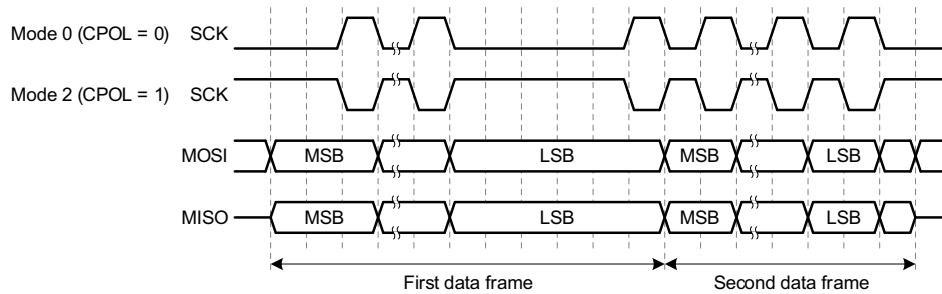 Mode 0 (CPOL = 0) SCK
Mode 2 (CPOL = 1) SCK
MOSI MSB LSB MSB LSB
MISO MSB LSB MSB LSB
First data frame Second data frame